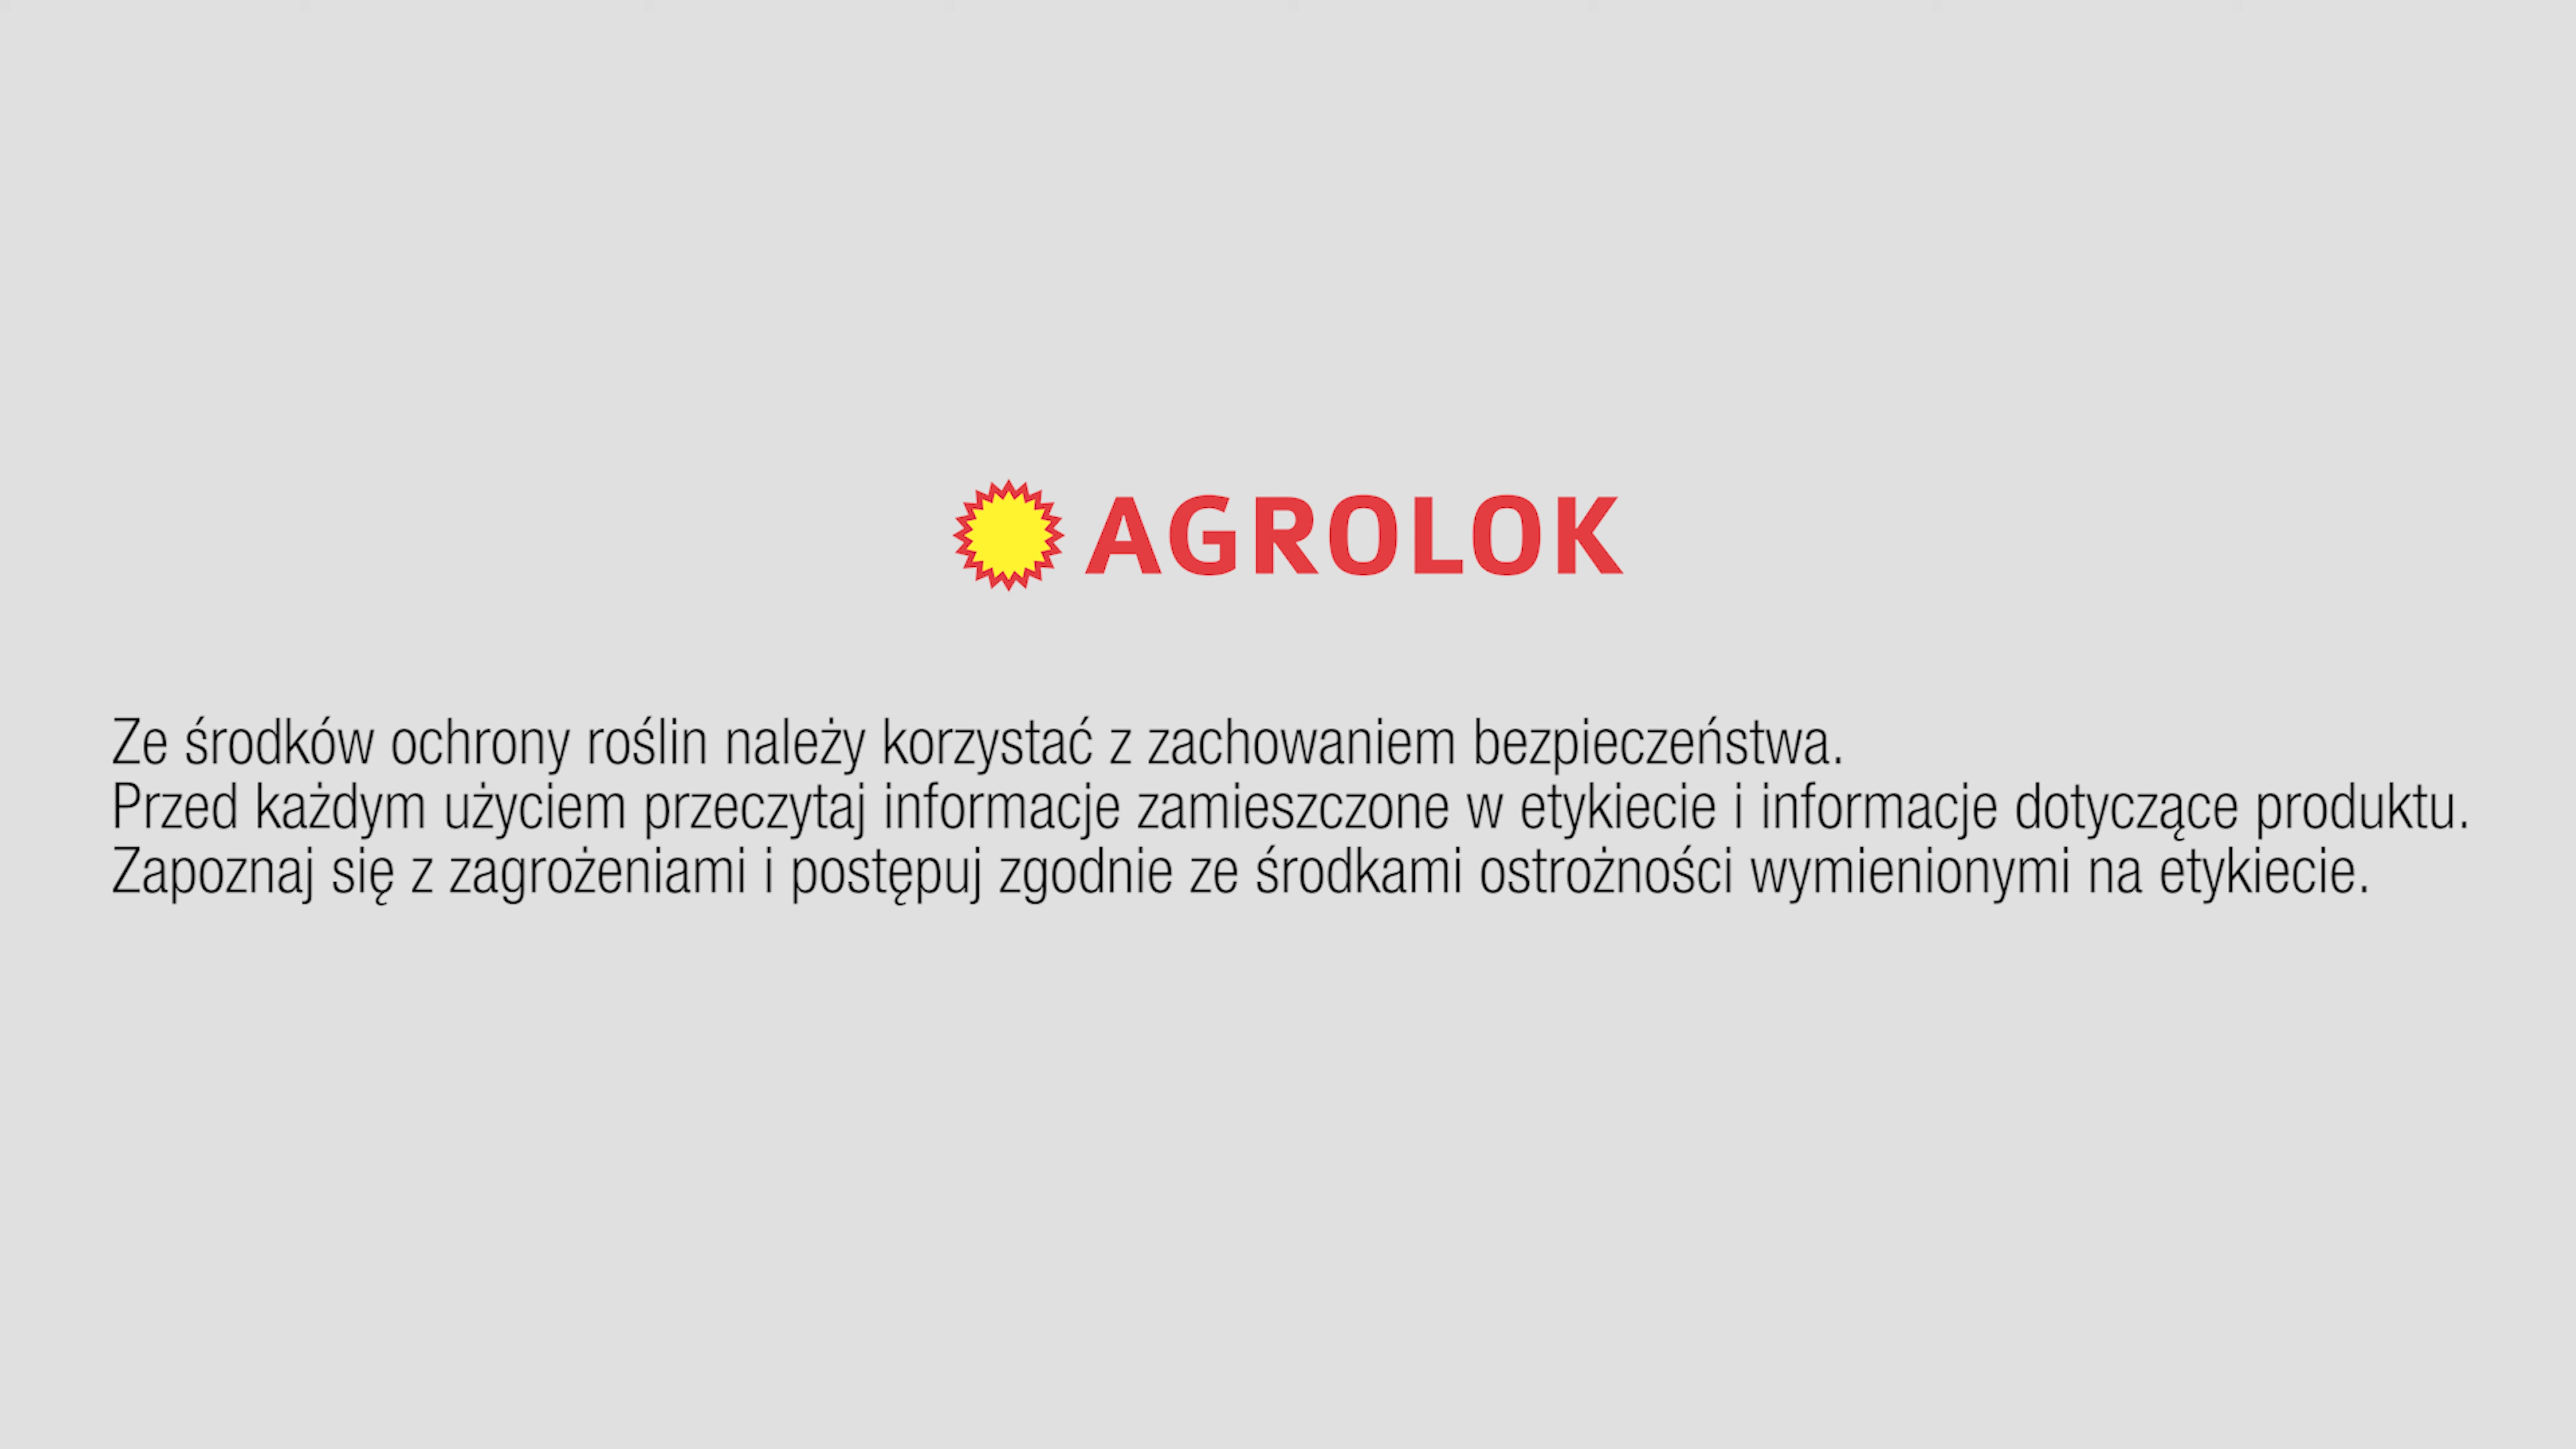 AGROLOK
Ze środków ochrony roślin należy korzystać z zachowaniem bezpieczeństwa.
Przed każdym użyciem przeczytaj informacje zamieszczone w etykiecie i informacje dotyczące produktu.
Zapoznaj się z zagrożeniami i postępuj zgodnie ze środkami ostrożności wymienionymi na etykiecie.